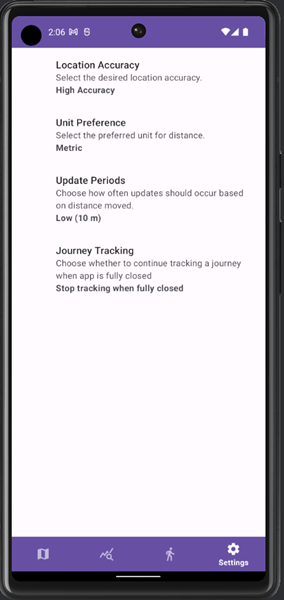 2:06
Location Accuracy
Select the desired location accuracy.
High Accuracy
Unit Preference
Select the preferred unit for distance.
Metric
Update Periods
Choose how often updates should occur based
on distance moved.
Low (10 m)
Journey Tracking
Choose whether to continue tracking a journey
when app is fully closed
Stop tracking when fully closed
Settings